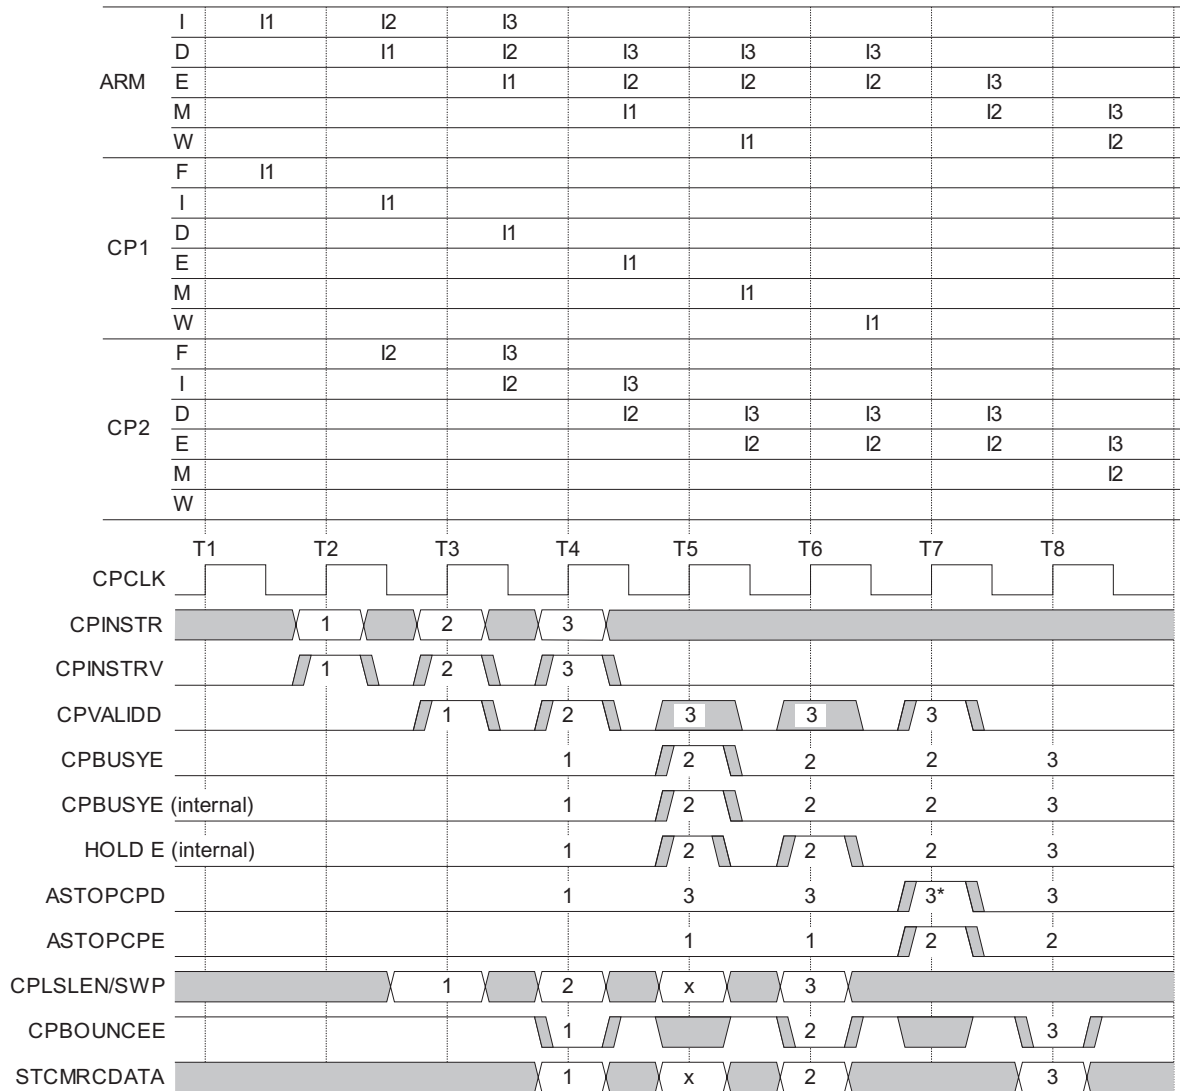 I I1 I2 I3
D I1 I2 I3 I3 I3
ARM E I1 I2 I2 I2 I3
M I1 I2 I3
W I1 I2
F I1
I I1
D I1
CP1
E I1
M I1
W I1
F I2 I3
I I2 I3
D I2 I3 I3 I3
CP2
E I2 I2 I2 I3
M I2
W
T1 T2 T3 T4 T5 T6 T7 T8
CPCLK
CPINSTR 1 2 3
CPINSTRV 1 2 3
CPVALIDD 1 2 3 3 3
CPBUSYE 1 2 2 2 3
CPBUSYE (internal) 1 2 2 2 3
HOLD E (internal) 1 2 2 2 3
ASTOPCPD 1 3 3 3* 3
ASTOPCPE 1 1 2 2
CPLSLEN/SWP 1 2 x 3
CPBOUNCEE 1 2 3
STCMRCDATA 1 x 2 3